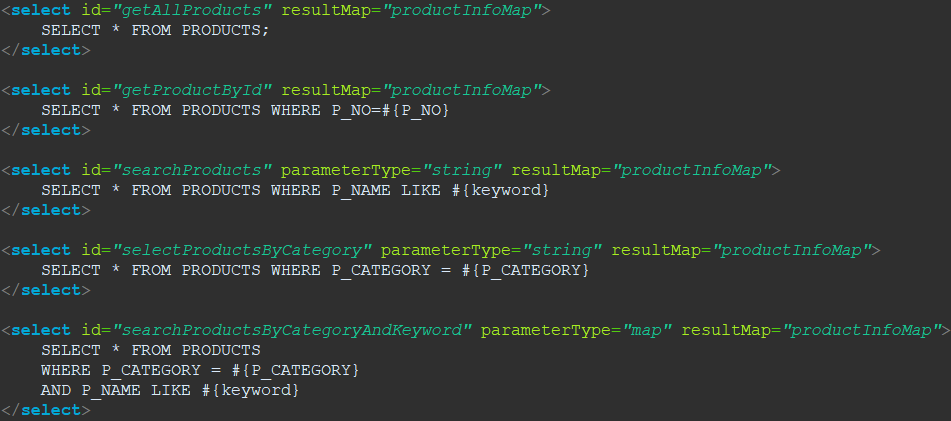 <select id="getAllProducts" resultMap="productInfoMap">
    SELECT * FROM PRODUCTS;
</select>

<select id="getProductById" resultMap="productInfoMap">
    SELECT * FROM PRODUCTS WHERE P_NO=#{P_NO}
</select>

<select id="searchProducts" parameterType="string" resultMap="productInfoMap">
    SELECT * FROM PRODUCTS WHERE P_NAME LIKE #{keyword}
</select>

<select id="selectProductsByCategory" parameterType="string" resultMap="productInfoMap">
    SELECT * FROM PRODUCTS WHERE P_CATEGORY = #{P_CATEGORY}
</select>

<select id="searchProductsByCategoryAndKeyword" parameterType="map" resultMap="productInfoMap">
    SELECT * FROM PRODUCTS
    WHERE P_CATEGORY = #{P_CATEGORY}
    AND P_NAME LIKE #{keyword}
</select>